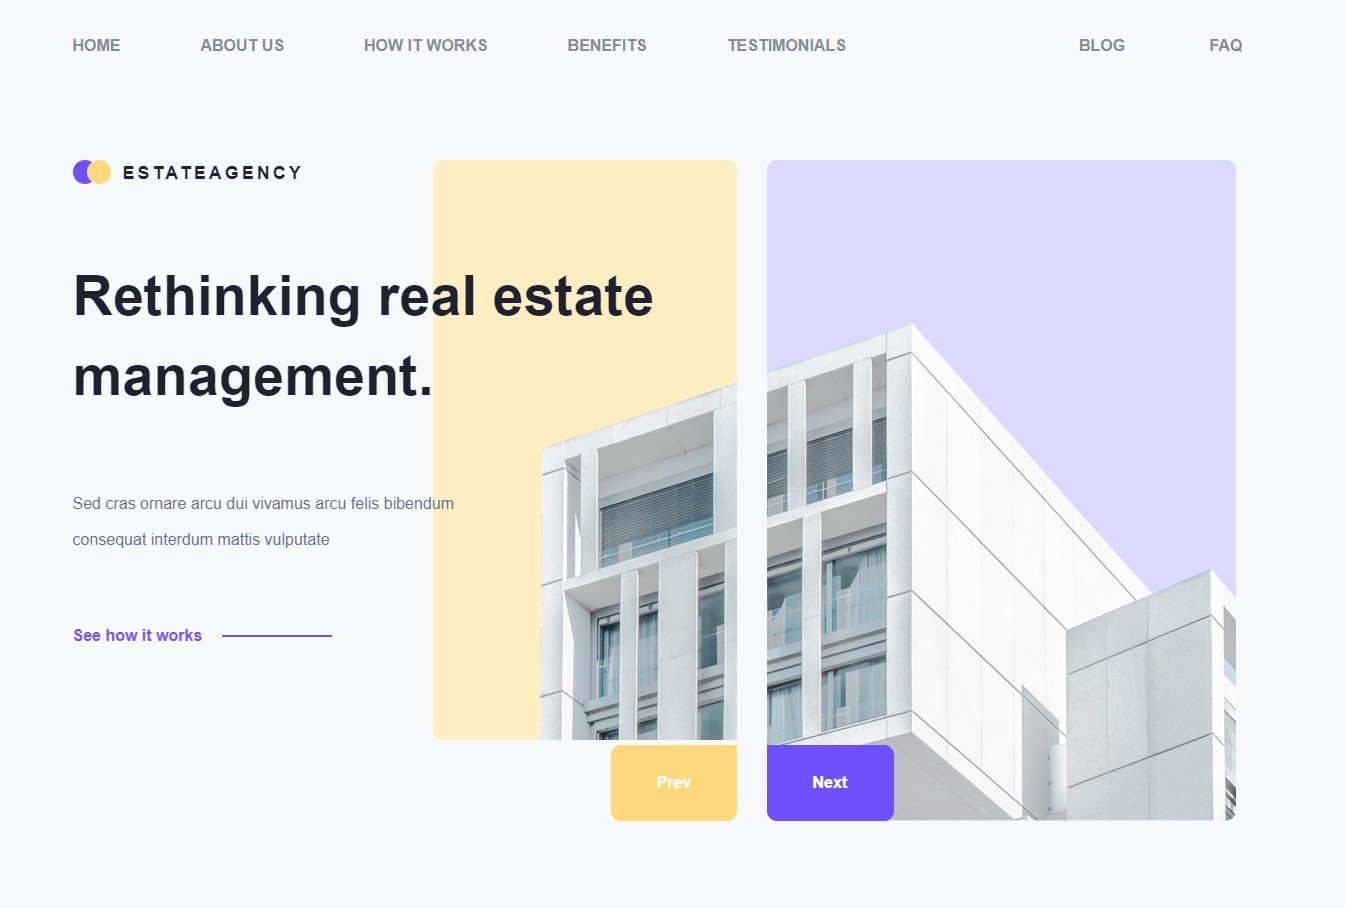 HOME ABOUT US HOW IT WORKS BENEFITS TESTIMONIALS BLOG FAQ
ESTATEAGENCY
Rethinking real estate
management.
Sed cras ornare arcu dui vivamus arcu felis bibendum
consequat interdum mattis vulputate
See how it works
Prev Next